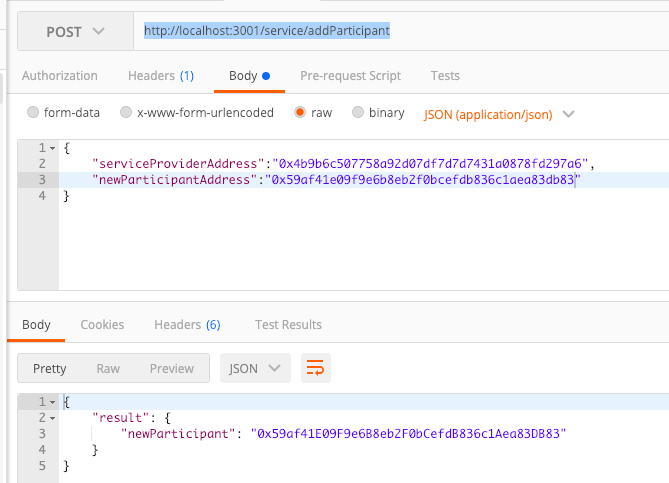 POST http://localhost:3001/service/addParticipant
Authorization Headers (1) Body Pre-request Script Tests
form-data x-www-form-urlencoded raw binary JSON (application/json)
1 {
2 "serviceProviderAddress":"0x4b9b6c507758a92d07df7d7d7431a0878fd297a6",
3 "newParticipantAddress":"0x59af41e09f9e6b8eb2f0bcefdb836c1aea83db83"
4 }
Body Cookies Headers (6) Test Results
Pretty Raw Preview JSON
1 {
2 "result": {
3 "newParticipant": "0x59af41E09F9e6B8eb2F0bCefdB836c1Aea83DB83"
4 }
5 }